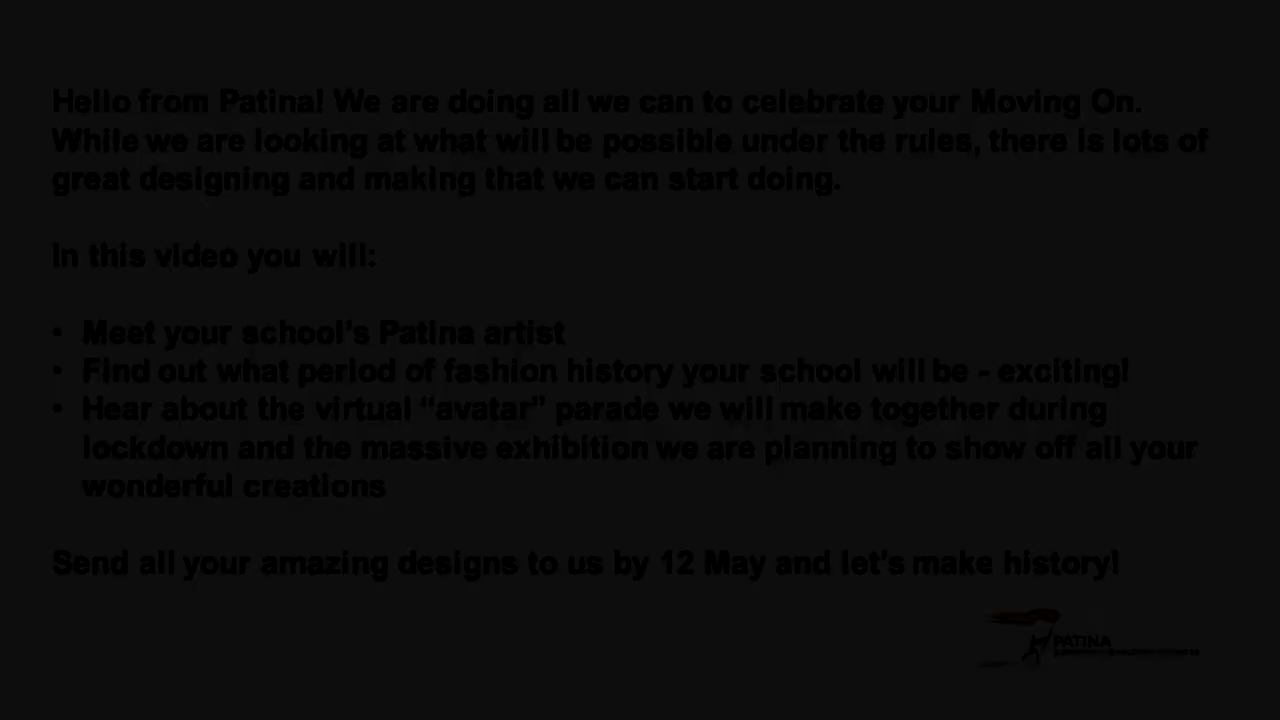 Hello from Patina! We are doing all we can to celebrate your Moving On.
While we are looking at what will be possible under the rules, there is lots of
great designing and making that we can start doing.
In this video you will:
• Meet your school’s Patina artist
• Find out what period of fashion history your school will be - exciting!
• Hear about the virtual “avatar” parade we will make together during
lockdown and the massive exhibition we are planning to show off all your
wonderful creations
Send all your amazing designs to us by 12 May and let's make history!
PATINA